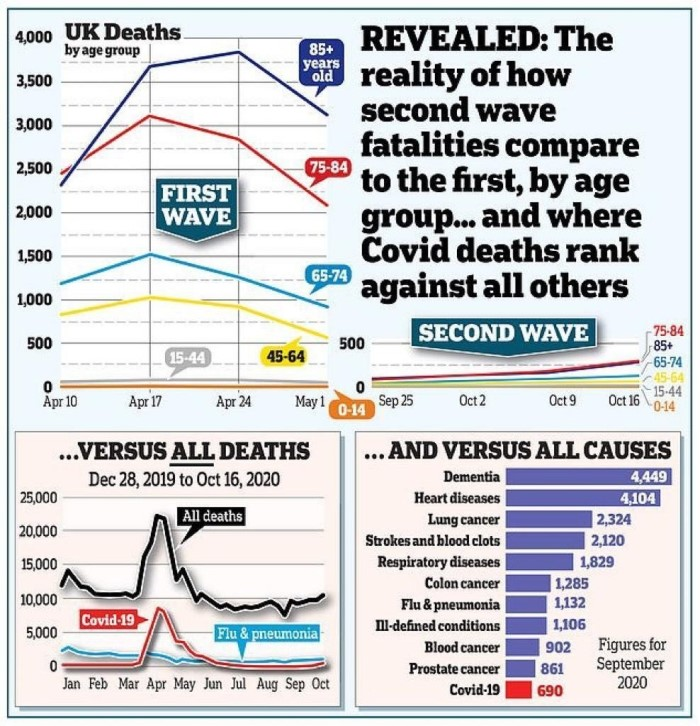 UK Deaths
by age group
4,000
3,500
3,000
2,500
2,000
1,500
1,000
500
0
Apr 10
Apr 17
Apr 24
May 1
85+
years
old
75-84
FIRST
WAVE
65-74
15-44
45-64
0-14
REVEALED: The
reality of how
second wave
fatalities compare
to the first, by age
group... and where
Covid deaths rank
against all others
SECOND WAVE
500
0
Sep 25
Oct 2
Oct 9
Oct 16
75-84
85+
65-74
45-64
15-44
0-14
...VERSUS ALL DEATHS
Dec 28, 2019 to Oct 16, 2020
25,000
20,000
15,000
10,000
5,000
0
All deaths
Covid-19
Flu & pneumonia
Jan Feb Mar Apr May Jun Jul Aug Sep Oct
...AND VERSUS ALL CAUSES
Dementia 4,449
Heart diseases 4,104
Lung cancer 2,324
Strokes and blood clots 2,120
Respiratory diseases 1,829
Colon cancer 1,285
Flu & pneumonia 1,132
Ill-defined conditions 1,106
Blood cancer 902
Prostate cancer 861
Covid-19 690
Figures for
September
2020